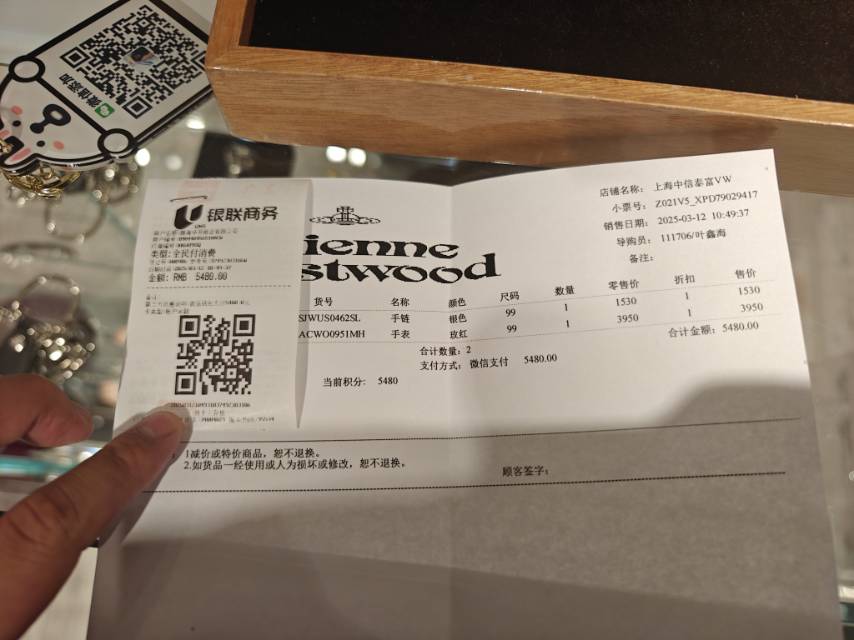 微信添加
银联商务
类型:全民付消费
金额: RMB 5480.00
ienne
stwood
店铺名称: 上海中信泰富VW
小票号: Z021V5_XPD79029417
销售日期: 2025-03-12 10:49:37
导购员: 111706/叶鑫海
备注:
货号 名称 颜色 尺码 数量 零售价 折扣 售价
SJWUS0462SL 手链 银色 99 1 1530 1 1530
ACWO0951MH 手表 玫红 99 1 3950 1 3950
合计数量: 2 合计金额: 5480.00
支付方式: 微信支付 5480.00
当前积分: 5480
1减价或特价商品，恕不退换。
2.如货品一经使用或人为损坏或修改，恕不退换。
顾客签字: